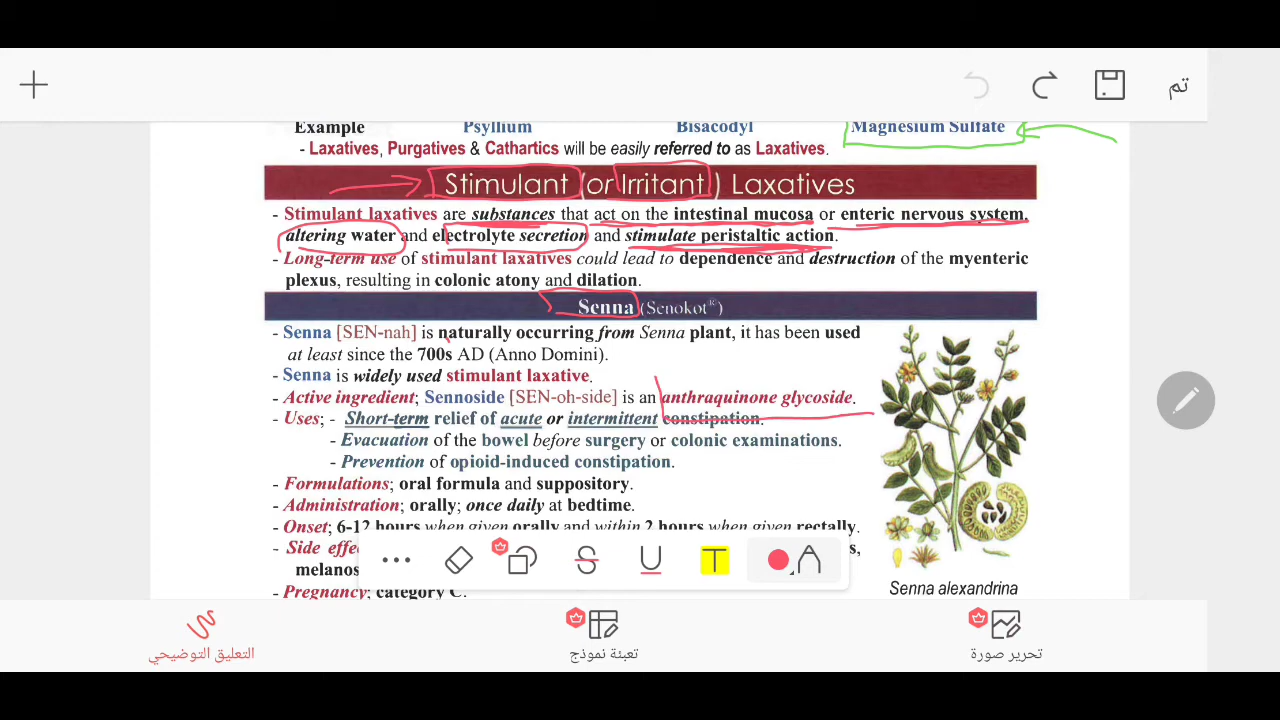 تم
Example Psyllium Bisacodyl Magnesium Sulfate
- Laxatives, Purgatives & Cathartics will be easily referred to as Laxatives.
Stimulant (or Irritant) Laxatives
- Stimulant laxatives are substances that act on the intestinal mucosa or enteric nervous system,
altering water and electrolyte secretion and stimulate peristaltic action.
- Long-term use of stimulant laxatives could lead to dependence and destruction of the myenteric
plexus, resulting in colonic atony and dilation.
Senna (Senokot®)
- Senna [SEN-nah] is naturally occurring from Senna plant, it has been used
at least since the 700s AD (Anno Domini).
- Senna is widely used stimulant laxative.
- Active ingredient; Sennoside [SEN-oh-side] is an anthraquinone glycoside.
- Uses; - Short-term relief of acute or intermittent constipation.
- Evacuation of the bowel before surgery or colonic examinations.
- Prevention of opioid-induced constipation.
- Formulations; oral formula and suppository.
- Administration; orally; once daily at bedtime.
- Onset; 6-12 hours when given orally and within 2 hours when given rectally.
- Side
- Pregnancy; category C.
Senna alexandrina
التعليق التوضيحي
تعبئة نموذج
تحرير صورة